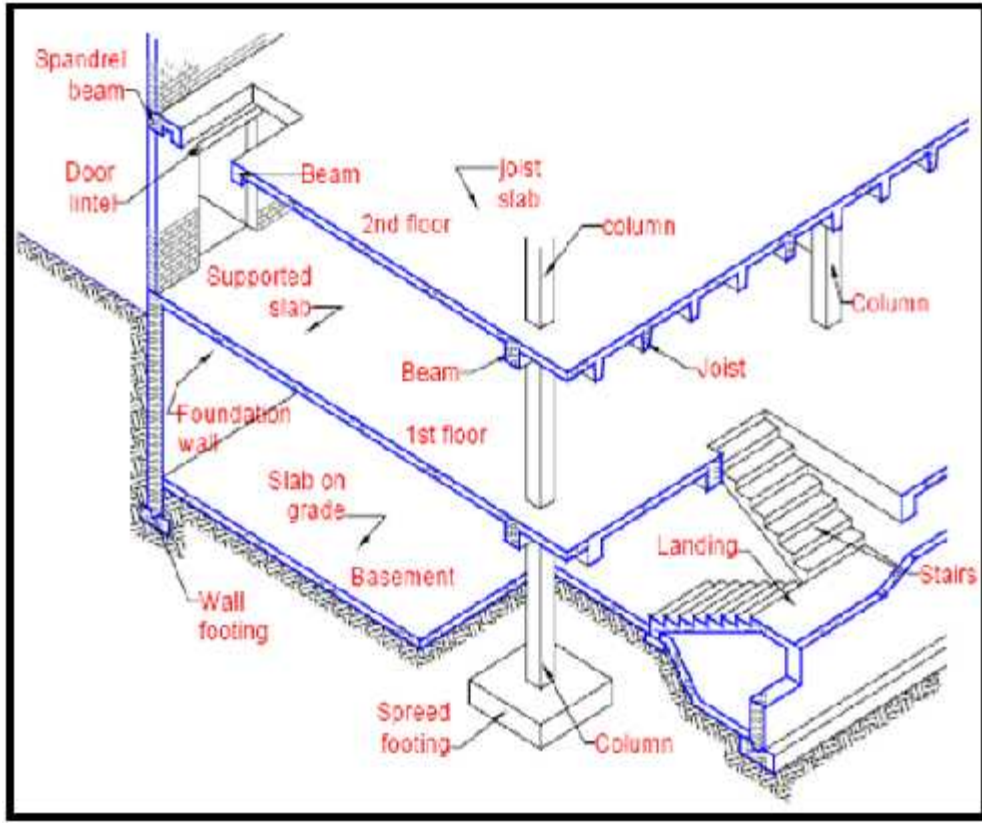 Spandrel
beam
Door
lintel
Beam
joist
slab
2nd floor
column
Supported
slab
Column
Beam
Joist
Foundation
wall
1st floor
Slab on
grade
Landing
Stairs
Basement
Wall
footing
Spreed
footing
Column